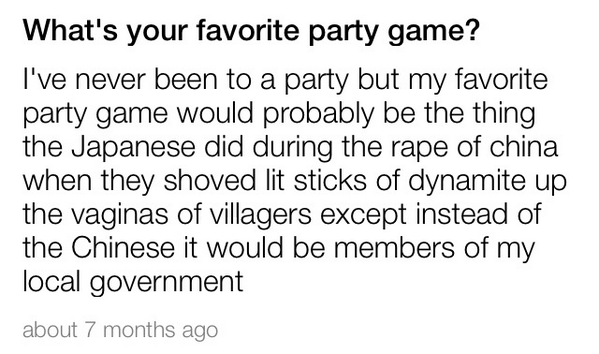 What's your favorite party game?
I've never been to a party but my favorite
party game would probably be the thing
the Japanese did during the rape of china
when they shoved lit sticks of dynamite up
the vaginas of villagers except instead of
the Chinese it would be members of my
local government
about 7 months ago